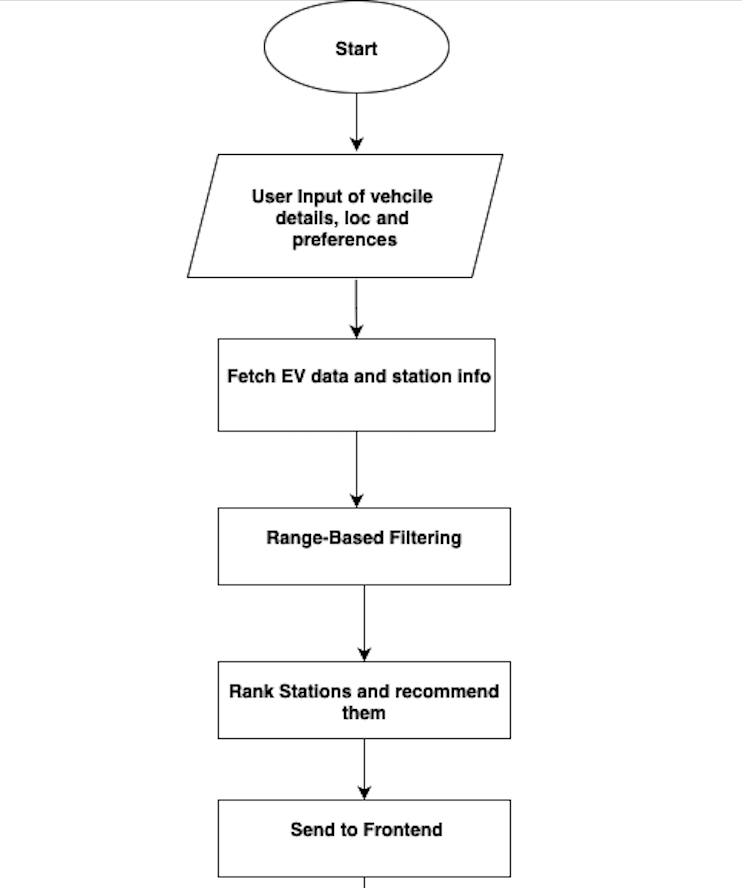 Start
User Input of vehcile
details, loc and
preferences
Fetch EV data and station info
Range-Based Filtering
Rank Stations and recommend
them
Send to Frontend